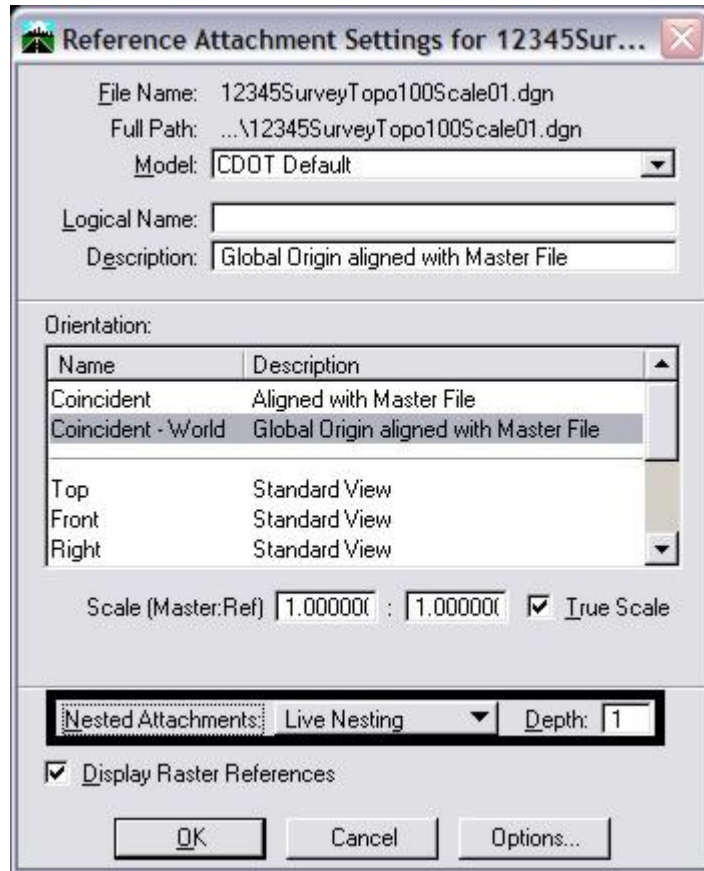 Reference Attachment Settings for 12345Sur...
File Name: 12345SurveyTopo100Scale01.dgn
Full Path: ...\12345SurveyTopo100Scale01.dgn
Model: CDOT Default
Logical Name:
Description: Global Origin aligned with Master File
Orientation:
Name Description
Coincident Aligned with Master File
Coincident - World Global Origin aligned with Master File
Top Standard View
Front Standard View
Right Standard View
Scale (Master:Ref) 1.00000( : 1.00000( True Scale
Nested Attachments: Live Nesting Depth: 1
Display Raster References
OK Cancel Options...